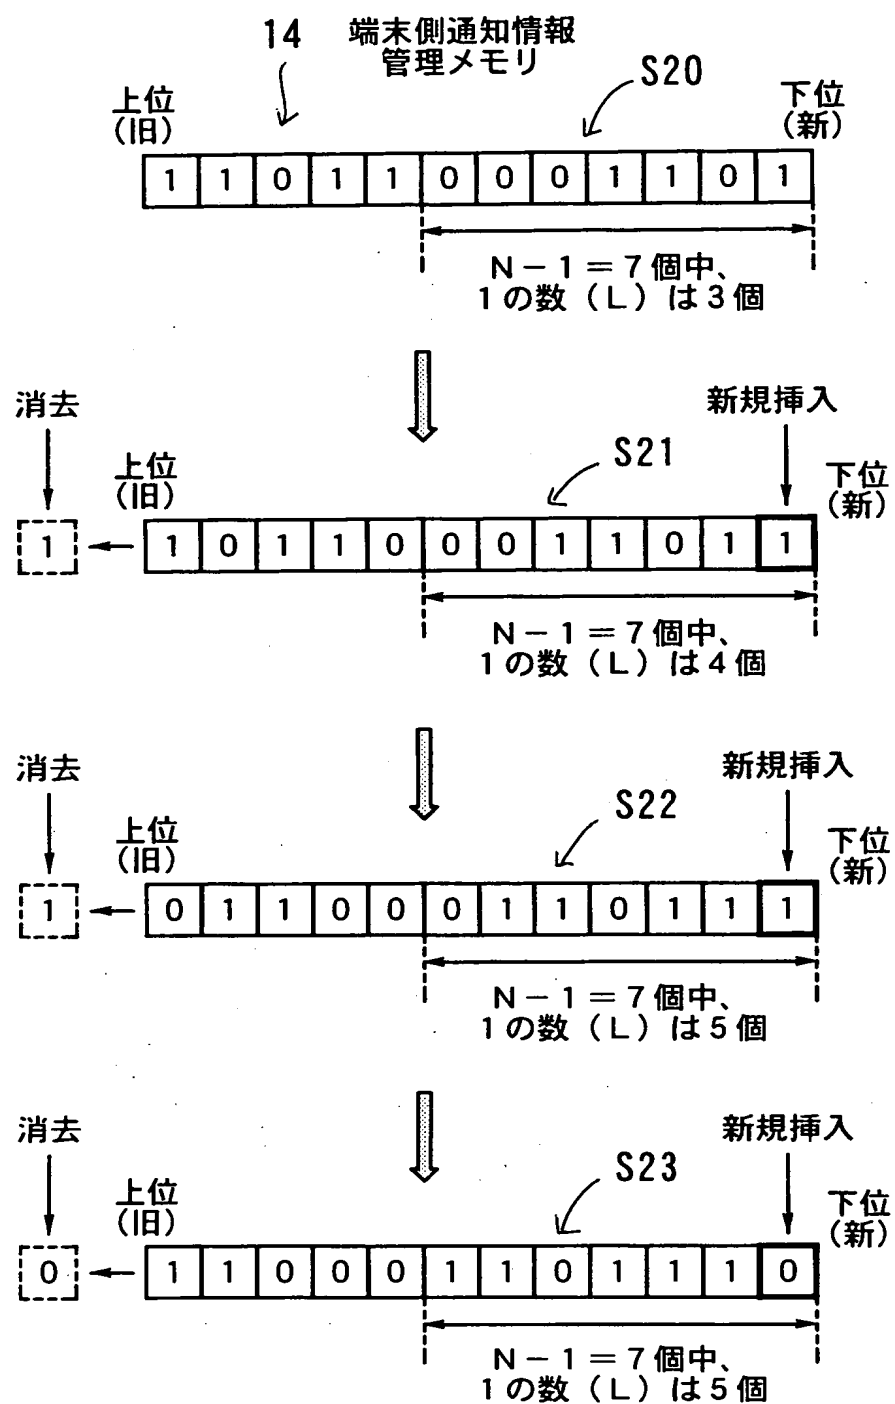 14
端末側通知情報
管理メモリ
S20
上位
(旧)
下位
(新)
1 1 0 1 1 0 0 0 1 1 0 1
N－1＝7個中、
1の数（L）は3個
消去
新規挿入
S21
上位
(旧)
下位
(新)
1 1 0 1 1 0 0 0 1 1 0 1 1
N－1＝7個中、
1の数（L）は4個
消去
新規挿入
S22
上位
(旧)
下位
(新)
1 0 1 1 0 0 0 1 1 0 1 1 1
N－1＝7個中、
1の数（L）は5個
消去
新規挿入
S23
上位
(旧)
下位
(新)
0 1 1 0 0 0 1 1 0 1 1 1 0
N－1＝7個中、
1の数（L）は5個